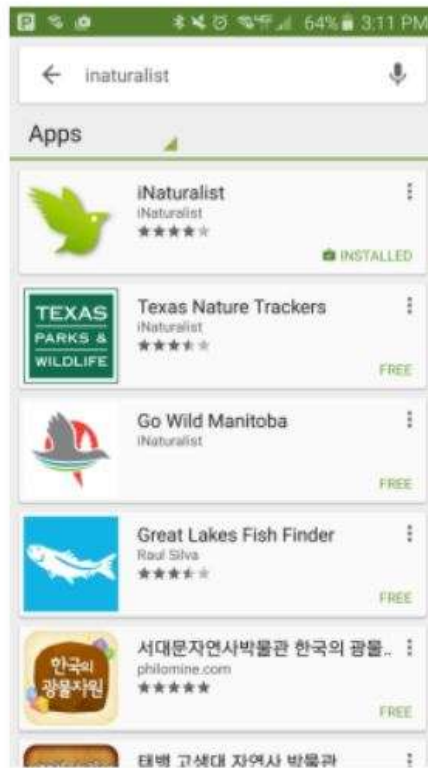 64% 3:11 PM
inaturalist
Apps
iNaturalist
iNaturalist
INSTALLED
TEXAS
PARKS &
WILDLIFE
Texas Nature Trackers
iNaturalist
FREE
Go Wild Manitoba
iNaturalist
FREE
Great Lakes Fish Finder
Raul Silva
FREE
한국의
광물자원
서대문자연사박물관 한국의 광물..
philomine.com
FREE
태백 고생대 자연사 박물관